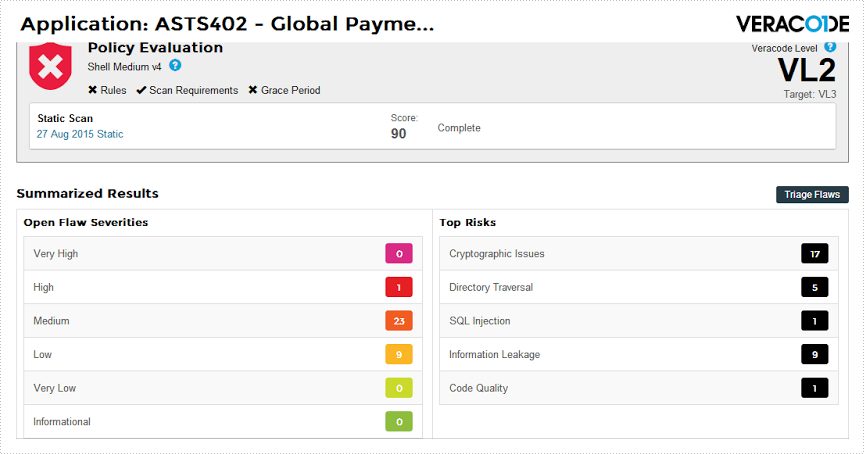 Application: ASTS402 - Global Payme...
VERACODE
Policy Evaluation
Shell Medium v4 ?
Rules Scan Requirements Grace Period
Veracode Level ?
VL2
Target: VL3
Static Scan
27 Aug 2015 Static
Score:
90
Complete
Summarized Results
Triage Flaws
Open Flaw Severities
Very High 0
High 1
Medium 23
Low 9
Very Low 0
Informational 0
Top Risks
Cryptographic Issues 17
Directory Traversal 5
SQL Injection 1
Information Leakage 9
Code Quality 1